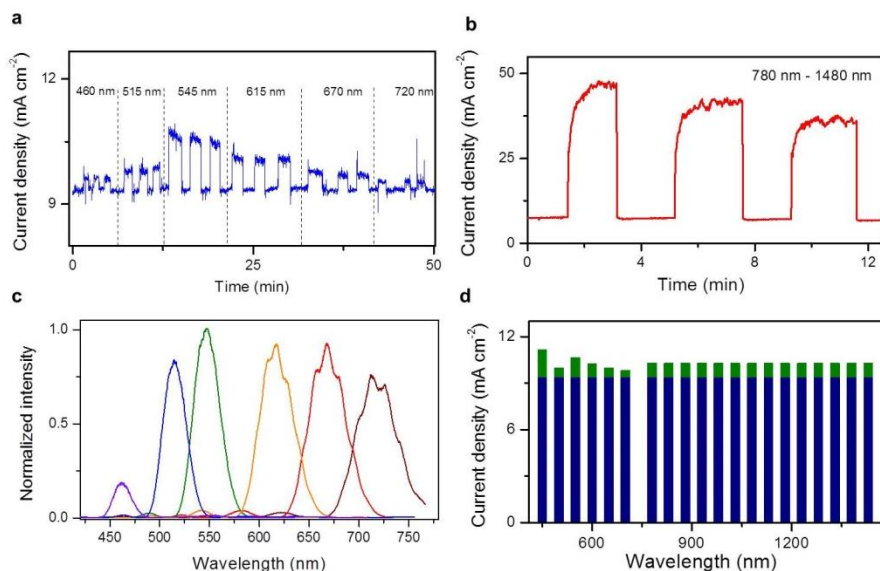 a
Current density (mA cm⁻²)
12
9
460 nm
515 nm
545 nm
615 nm
670 nm
720 nm
0
25
50
Time (min)
b
Current density (mA cm⁻²)
50
25
0
780 nm - 1480 nm
0
4
8
12
Time (min)
c
Normalized intensity
1.0
0.5
0.0
450
500
550
600
650
700
750
Wavelength (nm)
d
Current density (mA cm⁻²)
12
6
0
600
900
1200
Wavelength (nm)